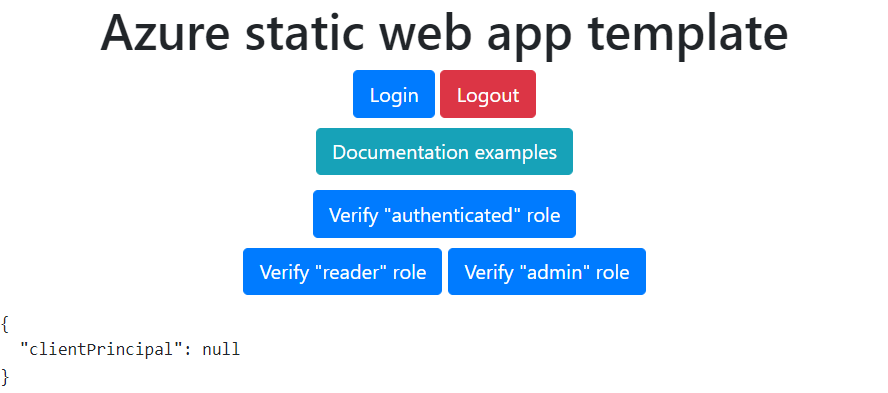 Azure static web app template
Login Logout
Documentation examples
Verify "authenticated" role
Verify "reader" role Verify "admin" role
{
  "clientPrincipal": null
}